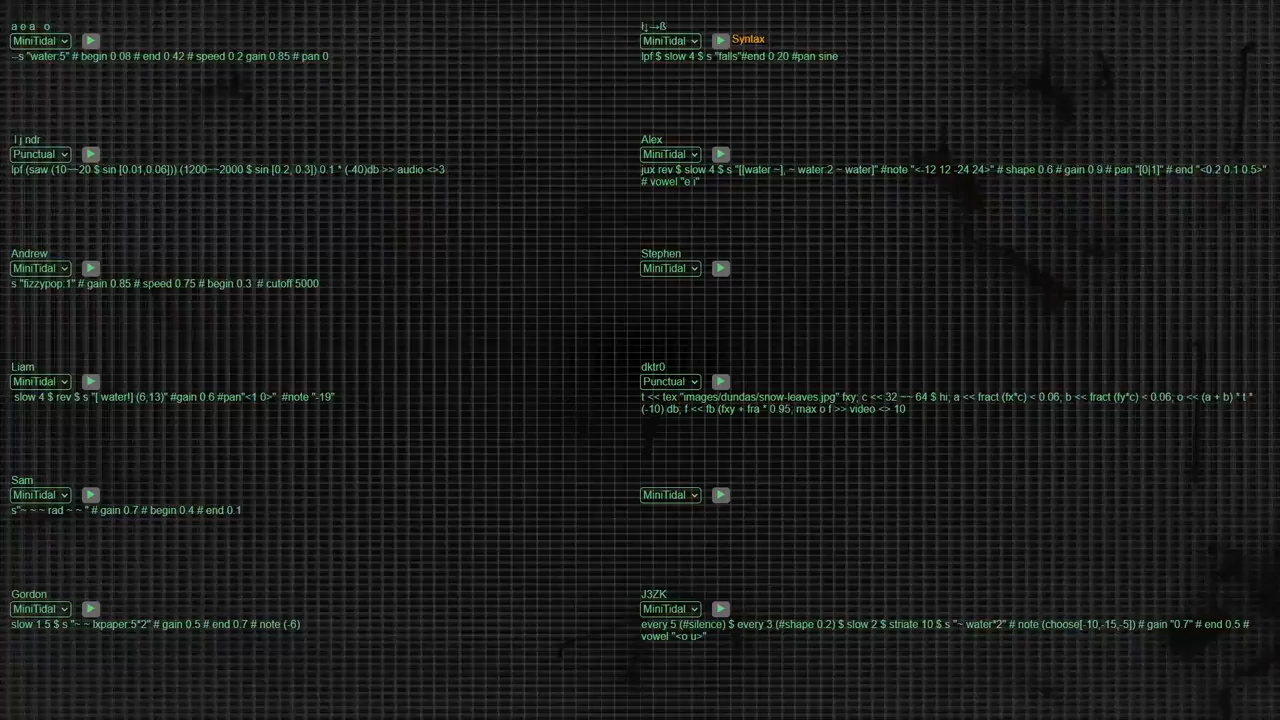 a e a   o
MiniTidal
--s "water:5" # begin 0.08 # end 0.42 # speed 0.2 gain 0.85 # pan 0
MiniTidal Syntax
lpf $ slow 4 $ s "falls"#end 0.20 #pan sine
l j ndr
Punctual
lpf (saw (10~~20 $ sin [0.01,0.06])) (1200~~2000 $ sin [0.2, 0.3]) 0.1 * (-40)db >> audio <>3
Alex
MiniTidal
jux rev $ slow 4 $ s "[[water ~], ~ water:2 ~ water]" #note "<-12 12 -24 24>" # shape 0.6 # gain 0.9 # pan "[0|1]" # end "<0.2 0.1 0.5>"
# vowel "e i"
Andrew
MiniTidal
s "fizzypop:1" # gain 0.85 # speed 0.75 # begin 0.3  # cutoff 5000
Stephen
MiniTidal
Liam
MiniTidal
slow 4 $ rev $ s "[ water!] (6,13)" #gain 0.6 #pan"<1 0>"  #note "-19"
dktr0
Punctual
t << tex "images/dundas/snow-leaves.jpg" fxy; c << 32 ~~ 64 $ hi; a << fract (fx*c) < 0.06; b << fract (fy*c) < 0.06; o << (a + b) * t *
(-10) db; f << fb (fxy + fra * 0.95; max o f >> video <> 10
Sam
MiniTidal
s"~ ~ ~ rad ~ ~ " # gain 0.7 # begin 0.4 # end 0.1
MiniTidal
Gordon
MiniTidal
slow 1.5 $ s "~ ~ lxpaper:5*2" # gain 0.5 # end 0.7 # note (-6)
J3ZK
MiniTidal
every 5 (#silence) $ every 3 (#shape 0.2) $ slow 2 $ striate 10 $ s "~ water*2" # note (choose[-10,-15,-5]) # gain "0.7" # end 0.5 #
vowel "<o u>"